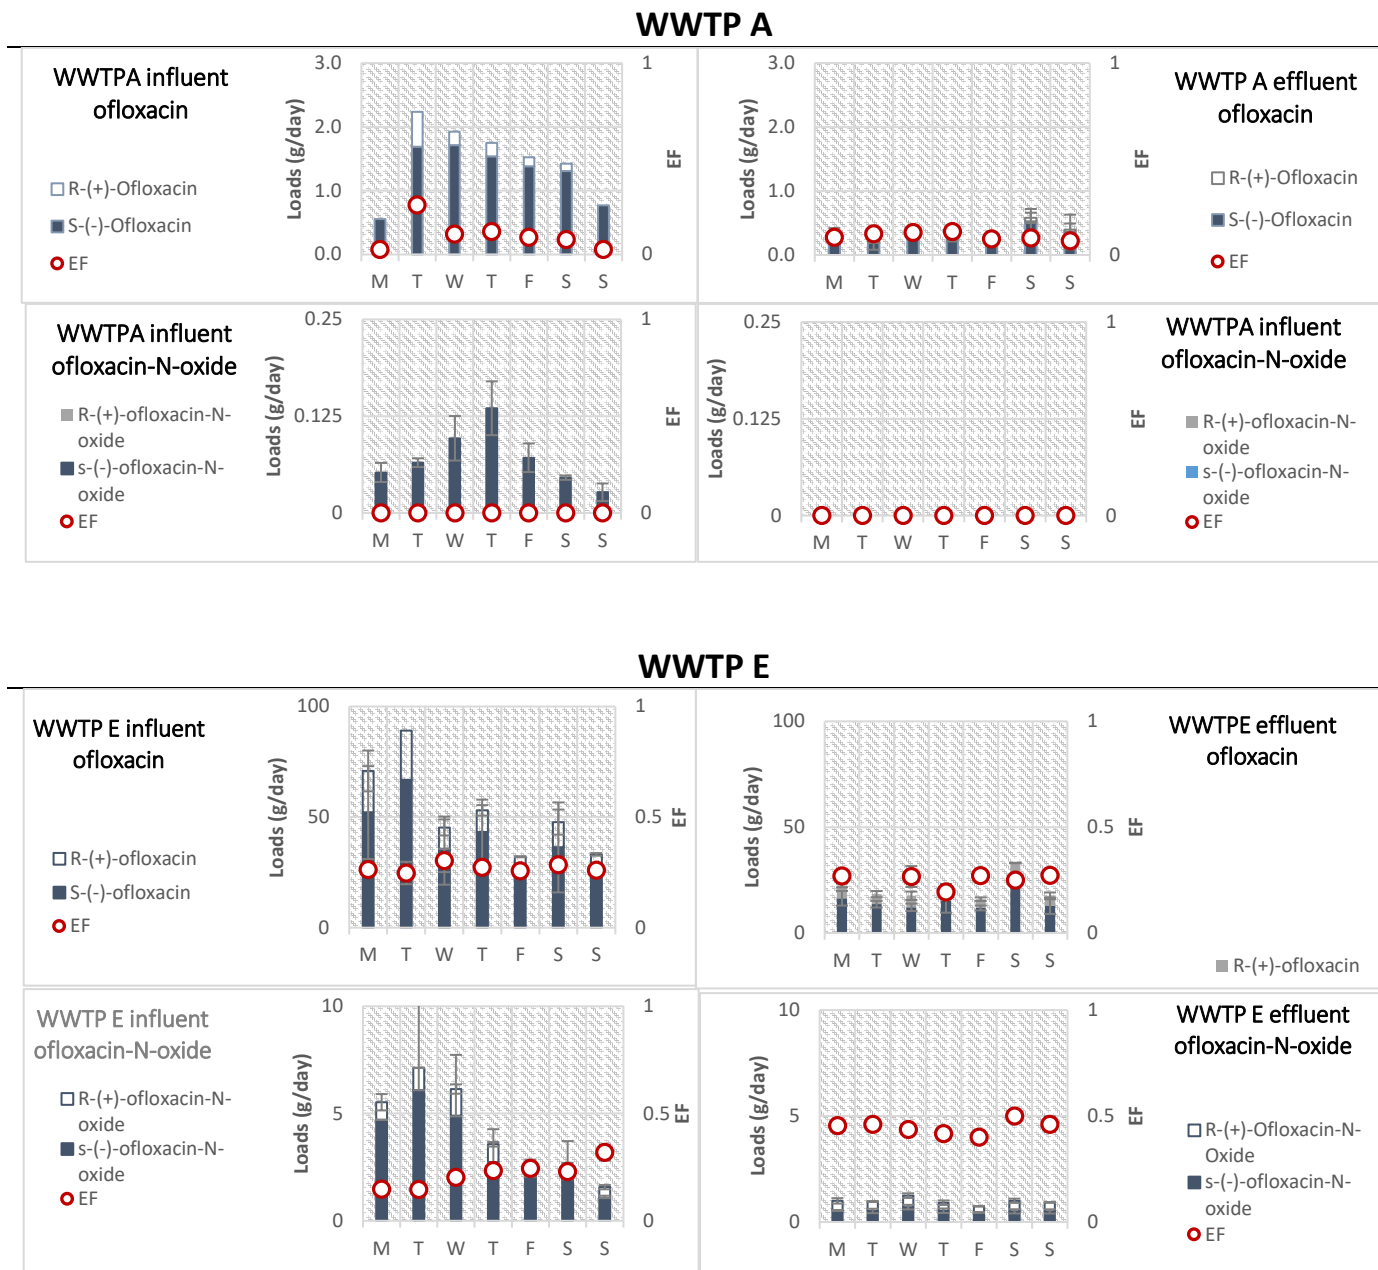 WWTP A
WWTPA influent
ofloxacin
R-(+)-Ofloxacin
S-(-)-Ofloxacin
EF
Loads (g/day)
3.0
2.0
1.0
0.0
M T W T F S S
1
0
EF
Loads (g/day)
3.0
2.0
1.0
0.0
M T W T F S S
1
0
EF
WWTP A effluent
ofloxacin
R-(+)-Ofloxacin
S-(-)-Ofloxacin
EF
WWTPA influent
ofloxacin-N-oxide
R-(+)-ofloxacin-N-
oxide
s-(-)-ofloxacin-N-
oxide
EF
Loads (g/day)
0.25
0.125
0
M T W T F S S
1
0
EF
Loads (g/day)
0.25
0.125
0
M T W T F S S
1
0
EF
WWTPA influent
ofloxacin-N-oxide
R-(+)-ofloxacin-N-
oxide
s-(-)-ofloxacin-N-
oxide
EF
WWTP E
WWTP E influent
ofloxacin
R-(+)-ofloxacin
S-(-)-ofloxacin
EF
Loads (g/day)
100
50
0
M T W T F S S
1
0.5
0
EF
Loads (g/day)
100
50
0
M T W T F S S
1
0.5
0
EF
WWTPE effluent
ofloxacin
R-(+)-ofloxacin
WWTP E influent
ofloxacin-N-oxide
R-(+)-ofloxacin-N-
oxide
s-(-)-ofloxacin-N-
oxide
EF
Loads (g/day)
10
5
0
M T W T F S S
1
0.5
0
EF
Loads (g/day)
10
5
0
M T W T F S S
1
0.5
0
EF
WWTP E effluent
ofloxacin-N-oxide
R-(+)-Ofloxacin-N-
Oxide
s-(-)-ofloxacin-N-
oxide
EF